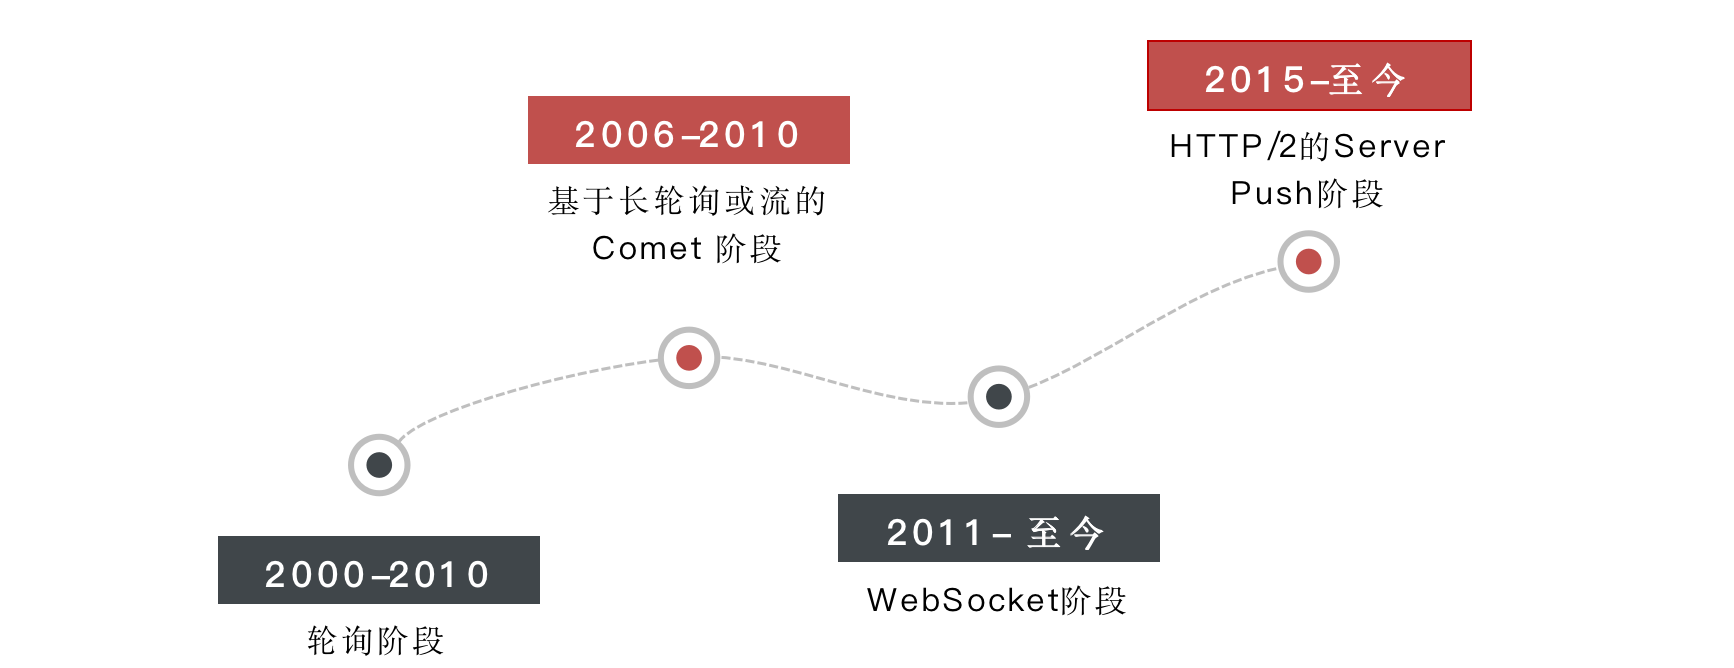 2000–2010
轮询阶段
2006–2010
基于长轮询或流的
Comet 阶段
2011– 至今
WebSocket阶段
2015–至今
HTTP/2的Server
Push阶段